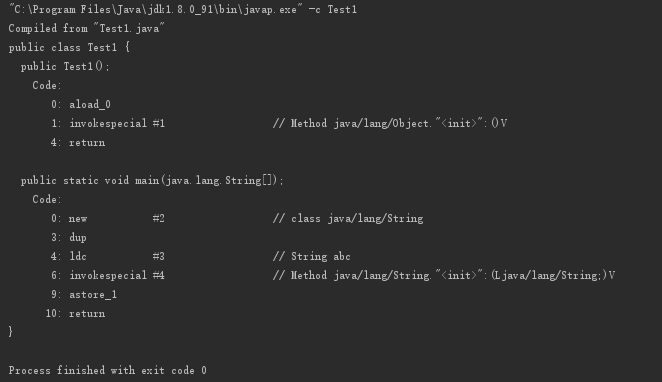 "C:\Program Files\Java\jdk1.8.0_91\bin\javap.exe" -c Test1
Compiled from "Test1.java"
public class Test1 {
  public Test1();
    Code:
       0: aload_0
       1: invokespecial #1                  // Method java/lang/Object."<init>":()V
       4: return

  public static void main(java.lang.String[]);
    Code:
       0: new           #2                  // class java/lang/String
       3: dup
       4: ldc           #3                  // String abc
       6: invokespecial #4                  // Method java/lang/String."<init>":(Ljava/lang/String;)V
       9: astore_1
      10: return
}

Process finished with exit code 0